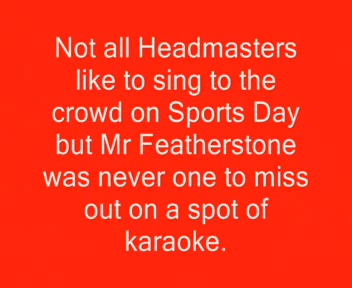 Not all Headmasters
like to sing to the
crowd on Sports Day
but Mr Featherstone
was never one to miss
out on a spot of
karaoke.